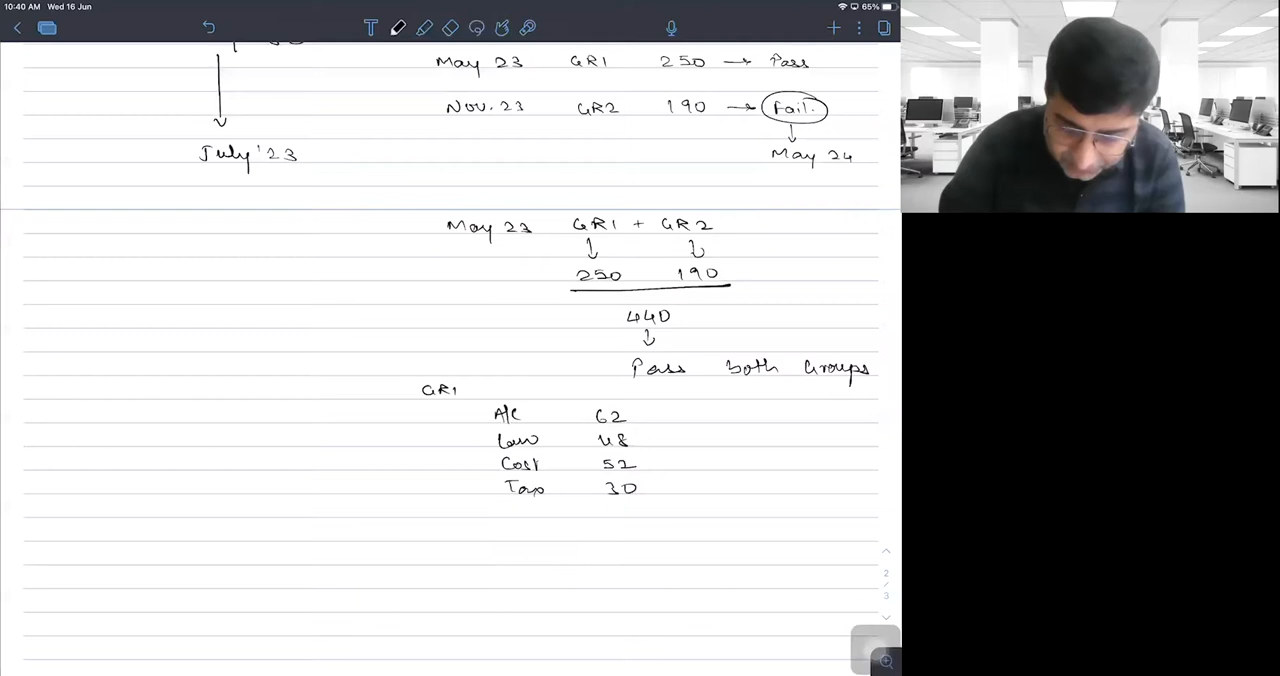 10:40 AM Wed 16 Jun 65%
T
May 23 GR1 250 → Pass
Nov. 23 GR2 190 → Fail.
July '23
May 24
May 23 GR1 + GR2
250 190
440
Pass both Groups
GR1
A/c 62
Law 48
Cost 52
Tax 30
2
/
3